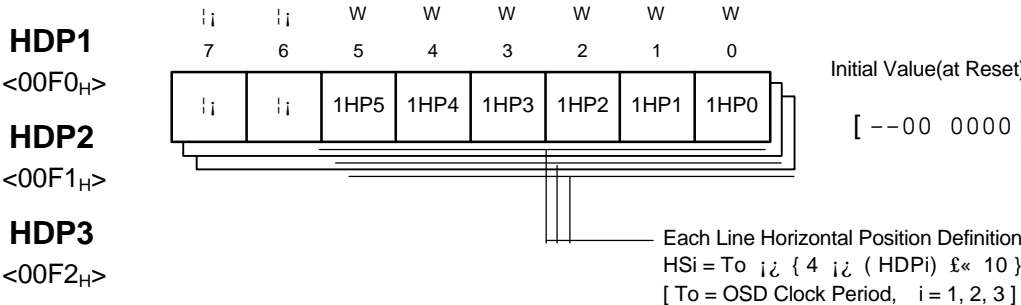 ¦¡ ¦¡ W W W W W W
HDP1 7 6 5 4 3 2 1 0
<00F0H>
Initial Value(at Reset)
¦¡ ¦¡ 1HP5 1HP4 1HP3 1HP2 1HP1 1HP0
[ --00 0000 ]
HDP2
<00F1H>
HDP3
<00F2H>
Each Line Horizontal Position Definition
HSi = To ¡¿ { 4 ¡¿ ( HDPi) £« 10 }
[ To = OSD Clock Period, i = 1, 2, 3 ]